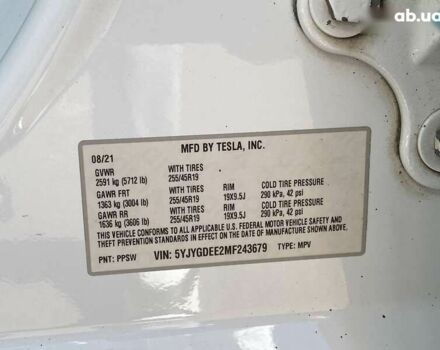 ab.ua
MFD BY TESLA, INC.
08/21
GVWR WITH TIRES
2591 kg (5712 lb) 255/45R19
GAWR FRT WITH TIRES RIM COLD TIRE PRESSURE
1363 kg (3004 lb) 255/45R19 19X9.5J 290 kPa, 42 psi
GAWR RR WITH TIRES RIM COLD TIRE PRESSURE
1636 kg (3606 lb) 255/45R19 19X9.5J 290 kPa, 42 psi
THIS VEHICLE CONFORMS TO ALL APPLICABLE U.S. FEDERAL MOTOR VEHICLE SAFETY AND
THEFT PREVENTION STANDARDS IN EFFECT ON THE DATE OF MANUFACTURE SHOWN ABOVE.
PNT: PPSW VIN: 5YJYGDEE2MF243679 TYPE: MPV